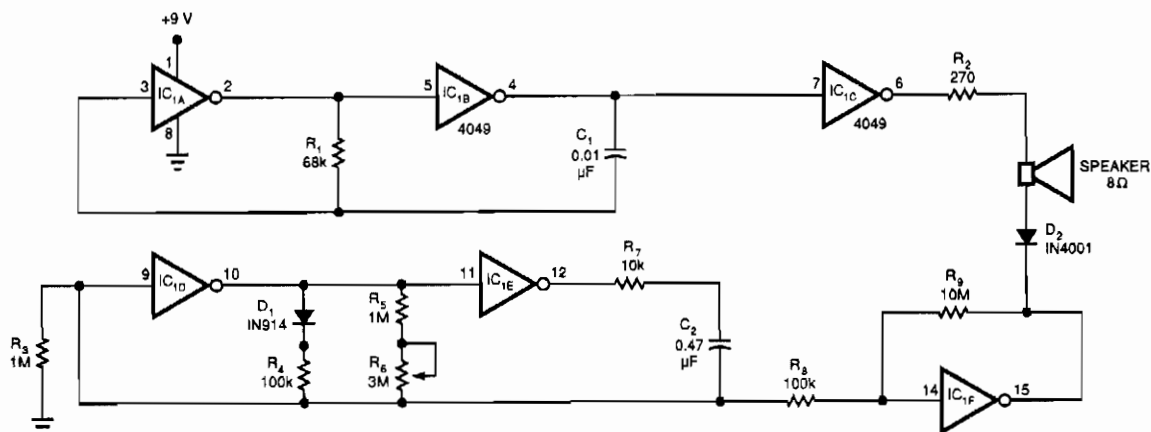 +9 V
1
3
IC1A
2
8
R1
68k
5
IC1B
4
4049
C1
0.01
µF
7
IC1C
6
4049
R2
270
SPEAKER
8Ω
D2
IN4001
R3
1M
9
IC1D
10
D1
IN914
R4
100k
R5
1M
R6
3M
11
IC1E
12
R7
10k
C2
0.47
µF
R8
100k
R9
10M
14
IC1F
15